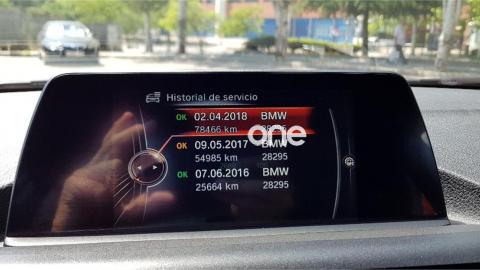 Historial de servicio
OK 02.04.2018 BMW
78466 km
one
OK 09.05.2017 BMW
54985 km 28295
OK 07.06.2016 BMW
25664 km 28295